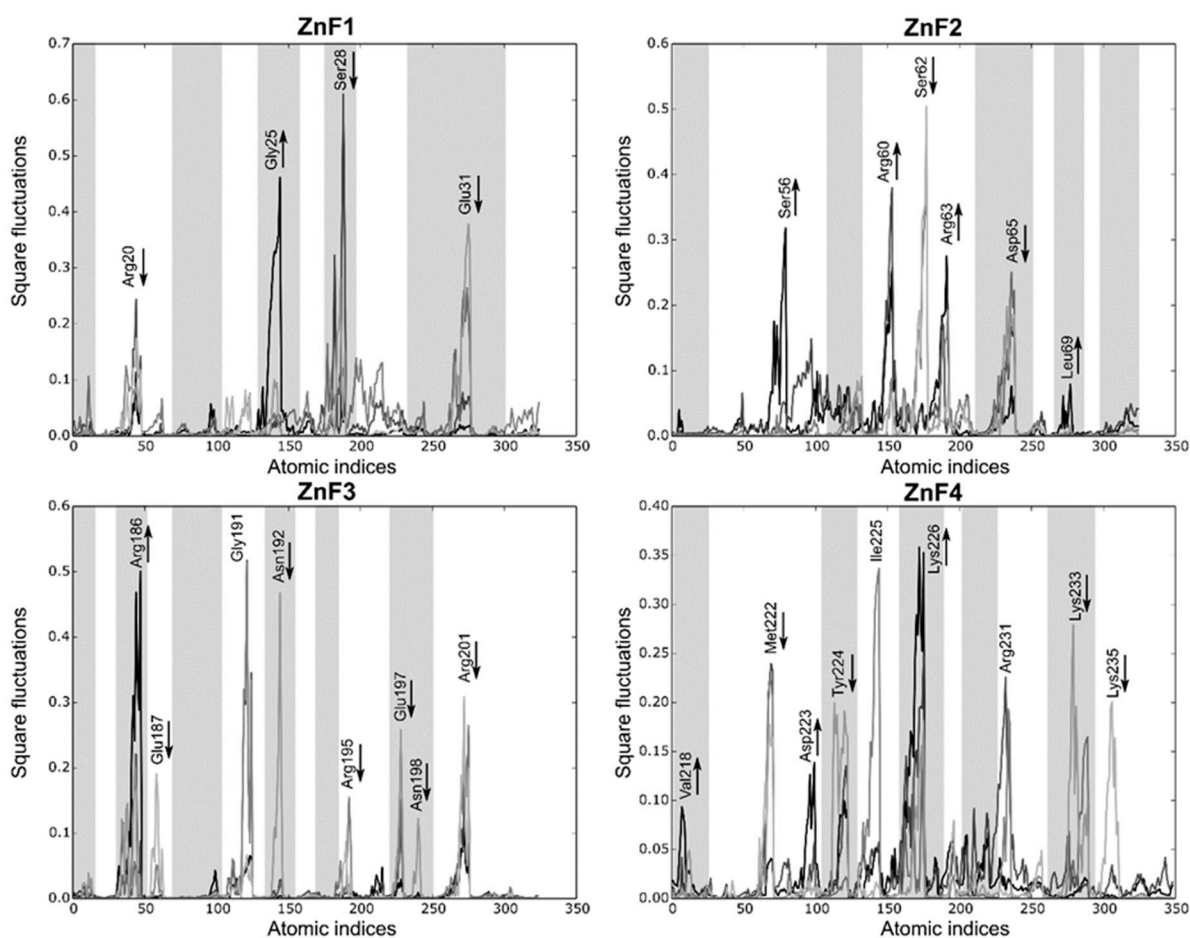 ZnF1
Square fluctuations
0.7
0.6
0.5
0.4
0.3
0.2
0.1
0.0
Arg20
Gly25
Ser28
Glu31
0
50
100
150
200
250
300
350
Atomic indices
ZnF2
Square fluctuations
0.6
0.5
0.4
0.3
0.2
0.1
0.0
Ser56
Arg60
Ser62
Arg63
Asp65
Leu69
0
50
100
150
200
250
300
350
Atomic indices
ZnF3
Square fluctuations
0.6
0.5
0.4
0.3
0.2
0.1
0.0
Arg186
Glu187
Gly191
Asn192
Arg195
Glu197
Asn198
Arg201
0
50
100
150
200
250
300
350
Atomic indices
ZnF4
Square fluctuations
0.40
0.35
0.30
0.25
0.20
0.15
0.10
0.05
0.00
Val218
Met222
Asp223
Tyr224
Ile225
Lys226
Arg231
Lys233
Lys235
0
50
100
150
200
250
300
350
Atomic indices